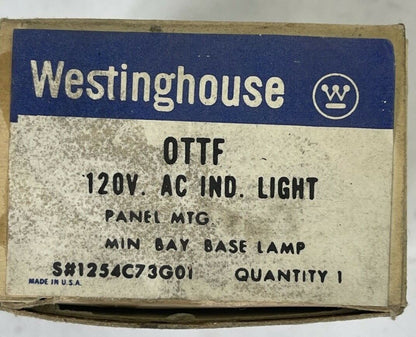 Westinghouse W
OTTF
120V. AC IND. LIGHT
PANEL MTG
MIN BAY BASE LAMP
S#1254C73G01 QUANTITY 1
MADE IN U.S.A.